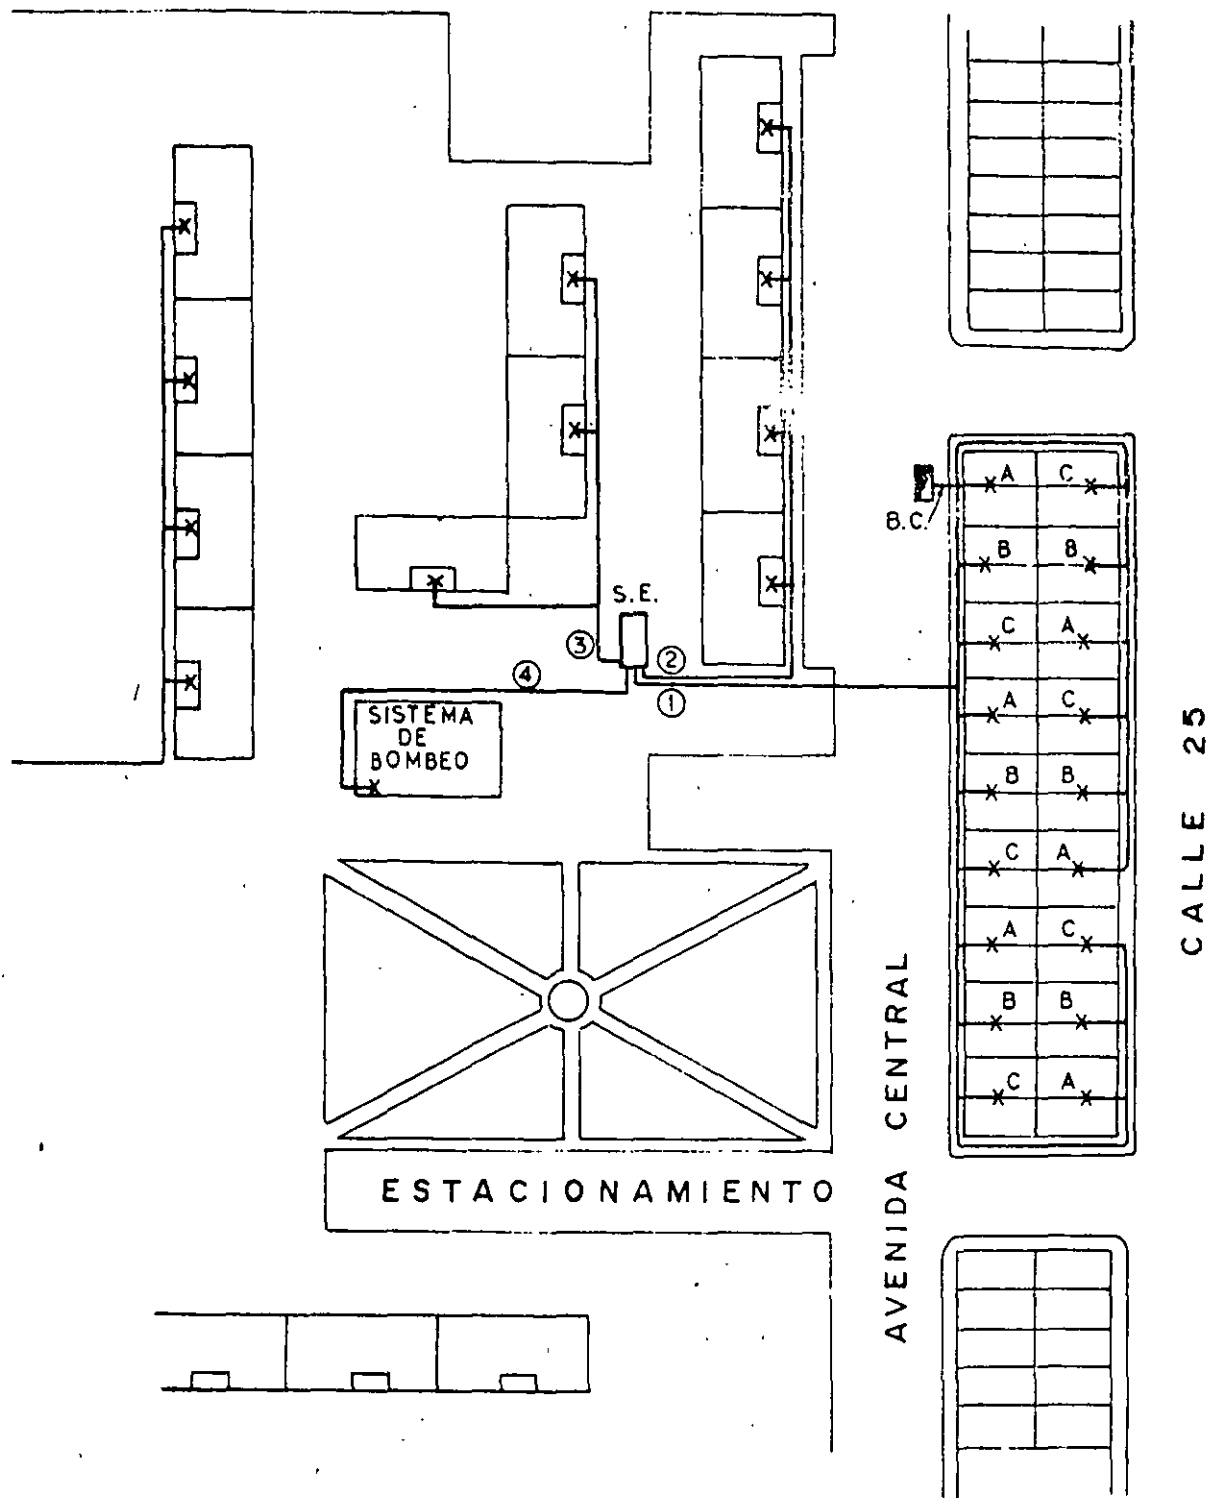 A C
B.C.
B B
S.E.
C A
③
②
④
①
A C
SISTEMA
DE
BOMBEO
B B
C A
CALLE 25
A C
B B
C A
AVENIDA CENTRAL
ESTACIONAMIENTO